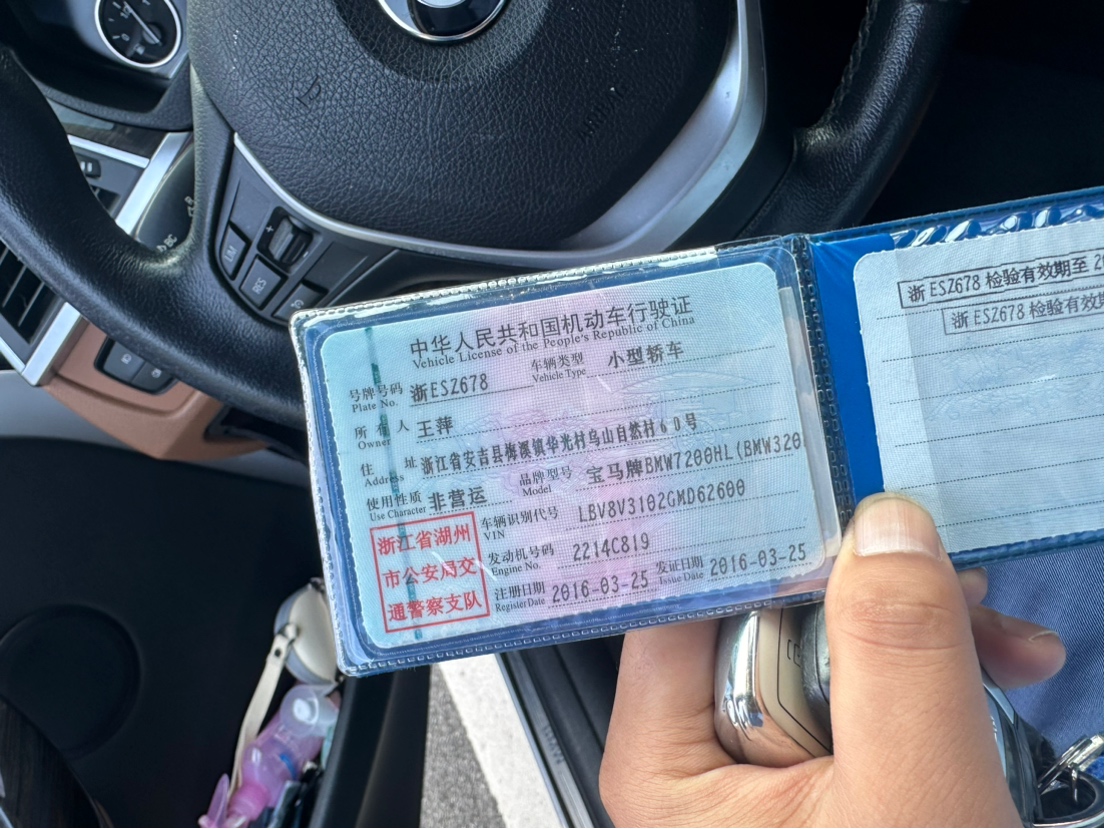 中华人民共和国机动车行驶证
Vehicle License of the People's Republic of China
号牌号码 浙ESZ678 车辆类型 小型轿车
Plate No. Vehicle Type
所有人 王萍
Owner
住址 浙江省安吉县梅溪镇华光村乌山自然村60号
Address
使用性质 非营运 品牌型号 宝马牌BMW7200HL(BMW320
Use Character Model
浙江省湖州
市公安局交
通警察支队
车辆识别代号 LBV8V3102GMD62600
VIN
发动机号码 2214C819
Engine No.
注册日期 2016-03-25 发证日期 2016-03-25
Register Date Issue Date
浙ESZ678 检验有效期至 20
浙ESZ678 检验有效期